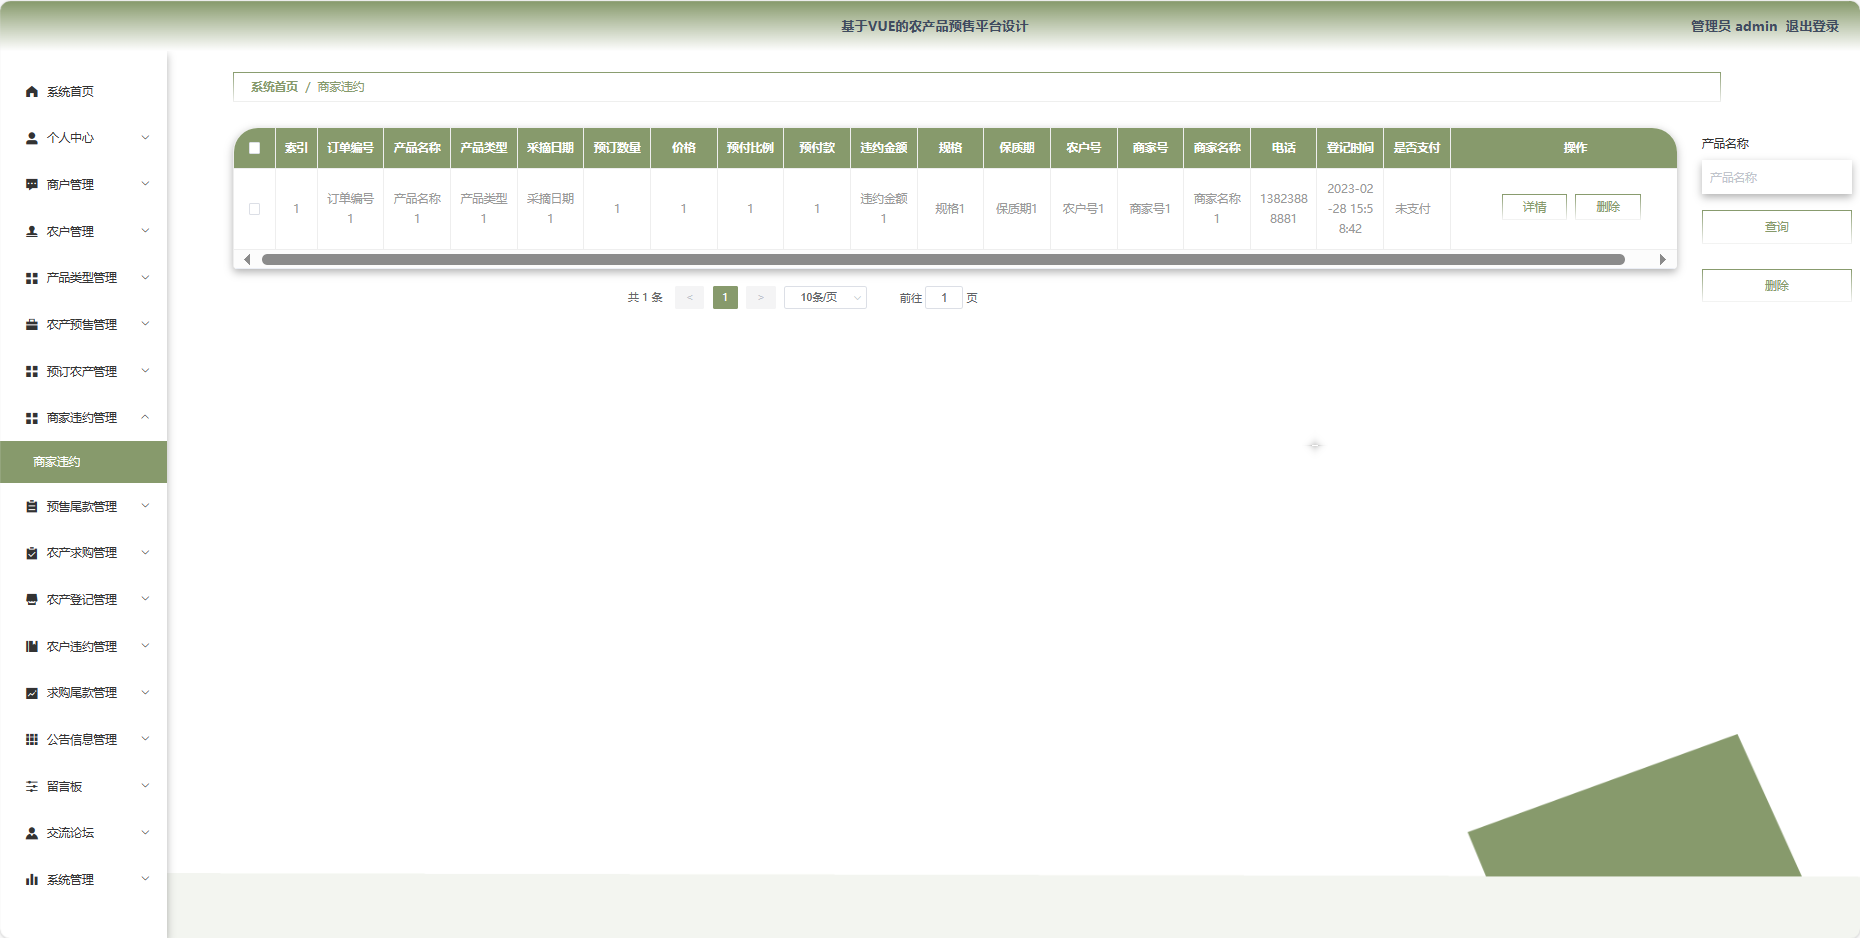 基于VUE的农产品预售平台设计
管理员 admin 退出登录
系统首页
个人中心
商户管理
农户管理
产品类型管理
农产预售管理
预订农产管理
商家违约管理
商家违约
预售尾款管理
农产求购管理
农产登记管理
农户违约管理
求购尾款管理
公告信息管理
留言板
交流论坛
系统管理
系统首页 / 商家违约
索引 订单编号 产品名称 产品类型 采摘日期 预订数量 价格 预付比例 预付款 违约金额 规格 保质期 农户号 商家号 商家名称 电话 登记时间 是否支付 操作
1 订单编号1 产品名称1 产品类型1 采摘日期1 1 1 1 1 违约金额1 规格1 保质期1 农户号1 商家号1 商家名称1 13823888881 2023-02-28 15:58:42 未支付 详情 删除
共 1 条 < 1 > 10条/页 前往 1 页
产品名称
产品名称
查询
删除